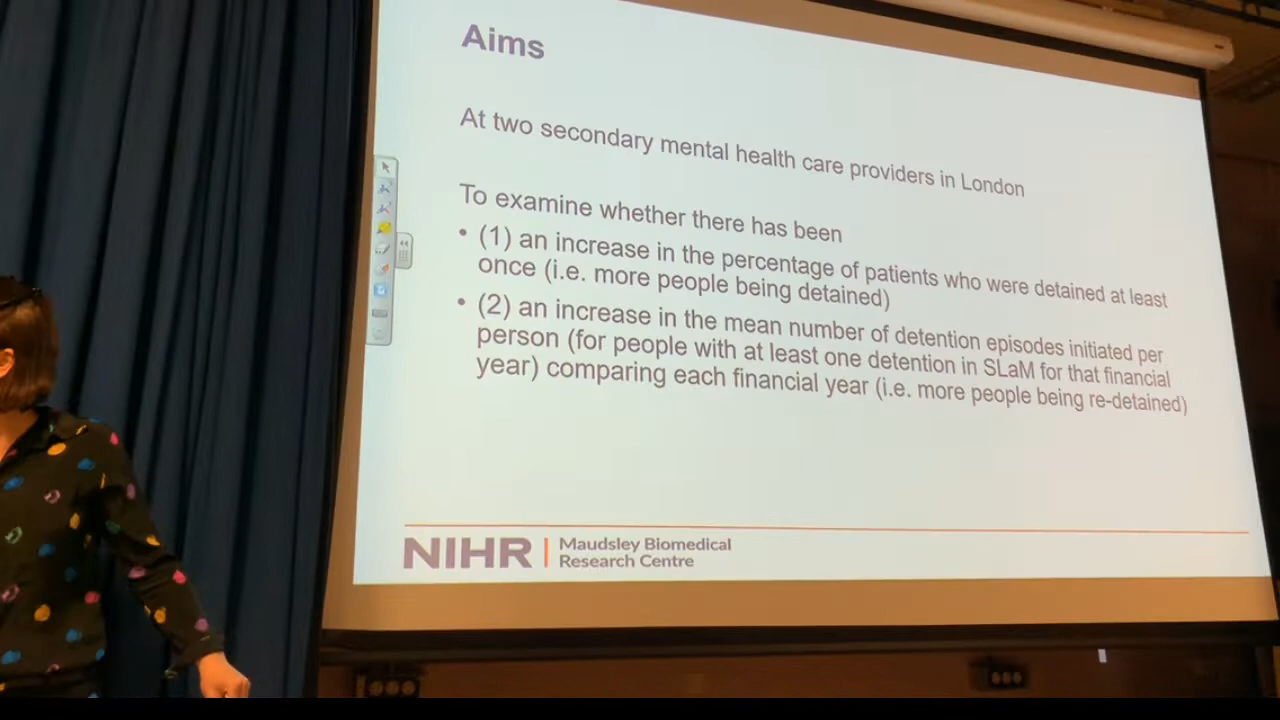 Aims
At two secondary mental health care providers in London
To examine whether there has been
• (1) an increase in the percentage of patients who were detained at least
once (i.e. more people being detained)
• (2) an increase in the mean number of detention episodes initiated per
person (for people with at least one detention in SLaM for that financial
year) comparing each financial year (i.e. more people being re-detained)
NIHR | Maudsley Biomedical
Research Centre